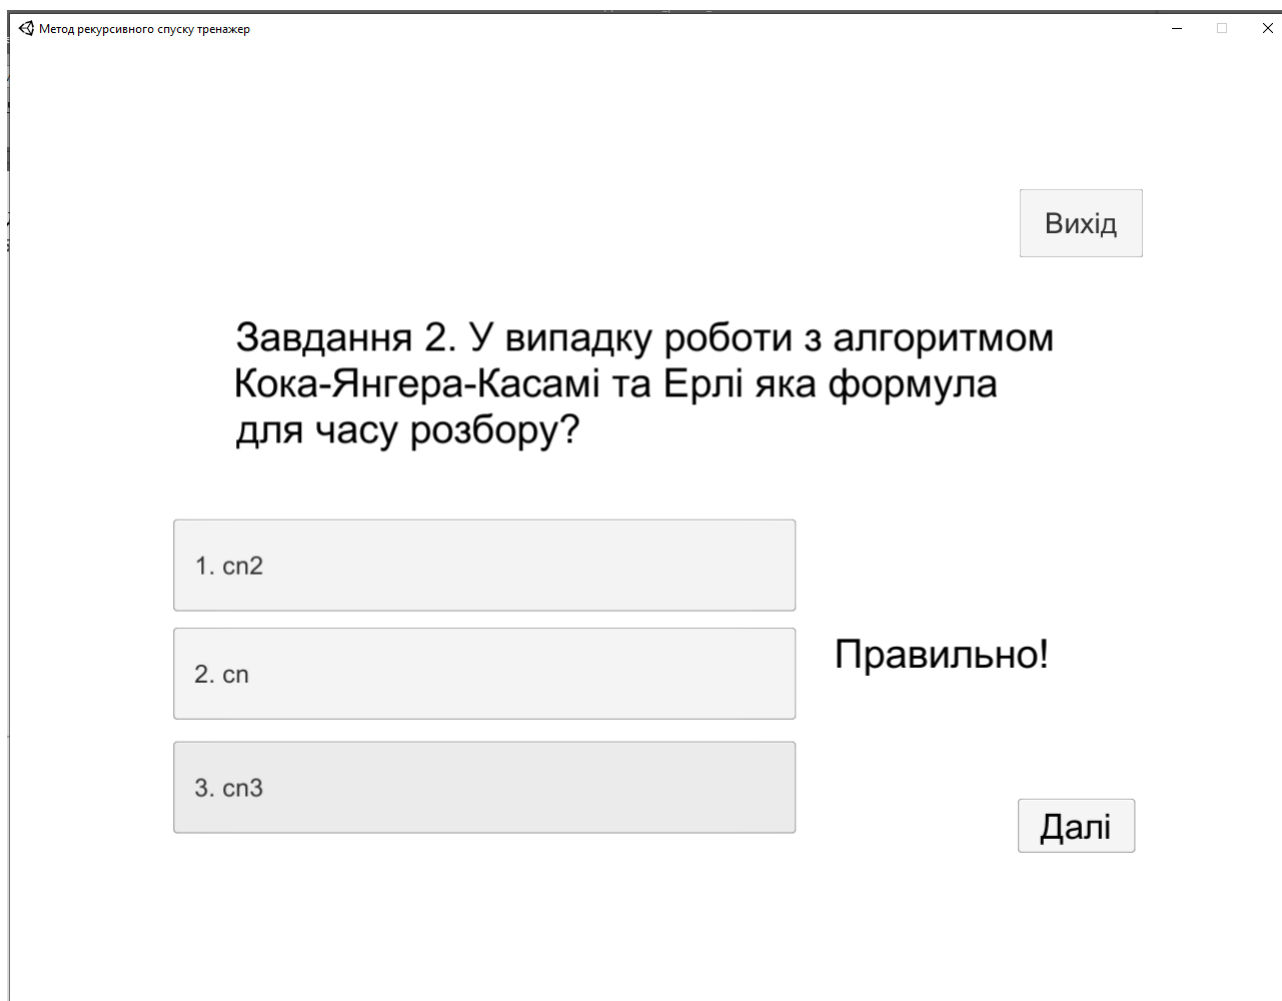 Метод рекурсивного спуску тренажер
Вихід
Завдання 2. У випадку роботи з алгоритмом
Кока-Янгера-Касамі та Ерлі яка формула
для часу розбору?
1. cn2
2. cn
Правильно!
3. cn3
Далі